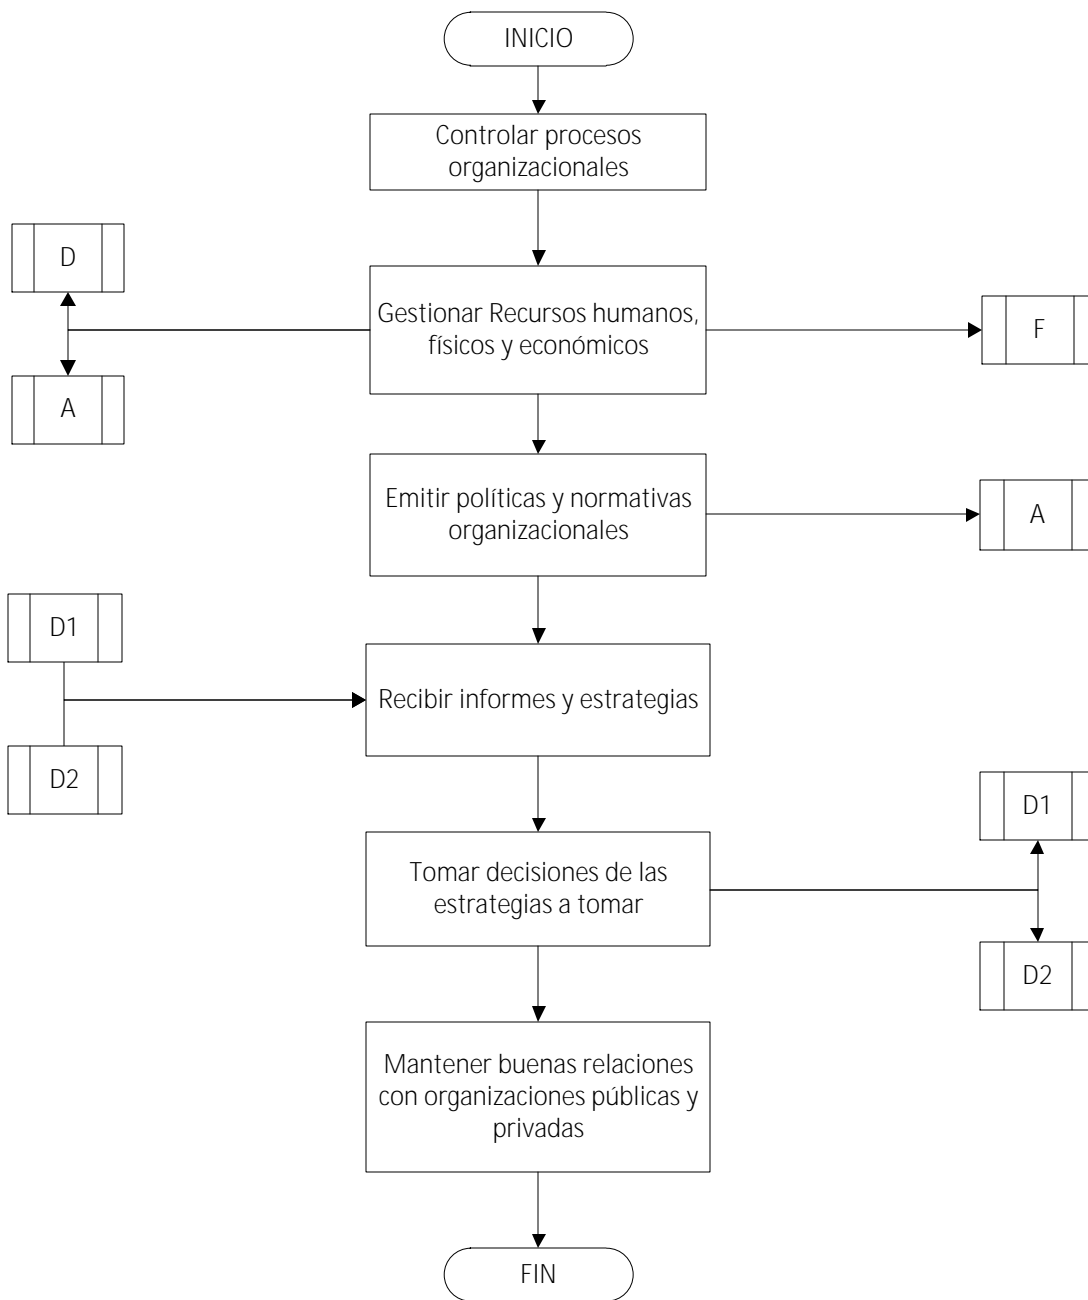 INICIO
Controlar procesos
organizacionales
D
Gestionar Recursos humanos,
físicos y económicos
F
A
Emitir políticas y normativas
organizacionales
A
D1
Recibir informes y estrategias
D2
D1
Tomar decisiones de las
estrategias a tomar
D2
Mantener buenas relaciones
con organizaciones públicas y
privadas
FIN